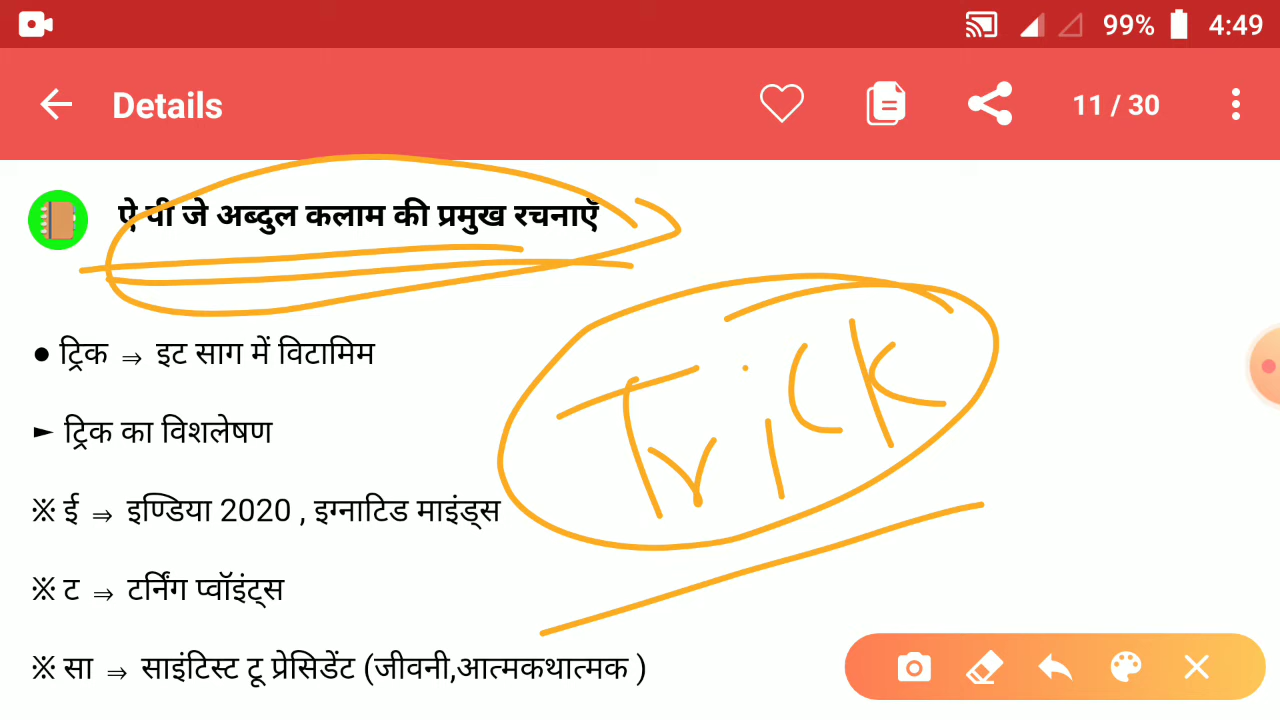 99% 4:49
Details 11 / 30
ऐ पी जे अब्दुल कलाम की प्रमुख रचनाएँ
● ट्रिक ⇒ इट साग में विटामिम
► ट्रिक का विशलेषण
※ ई ⇒ इण्डिया 2020 , इग्नाटिड माइंड्स
※ ट ⇒ टर्निंग प्वॉइंट्स
※ सा ⇒ साइंटिस्ट टू प्रेसिडेंट (जीवनी,आत्मकथात्मक )
Trick